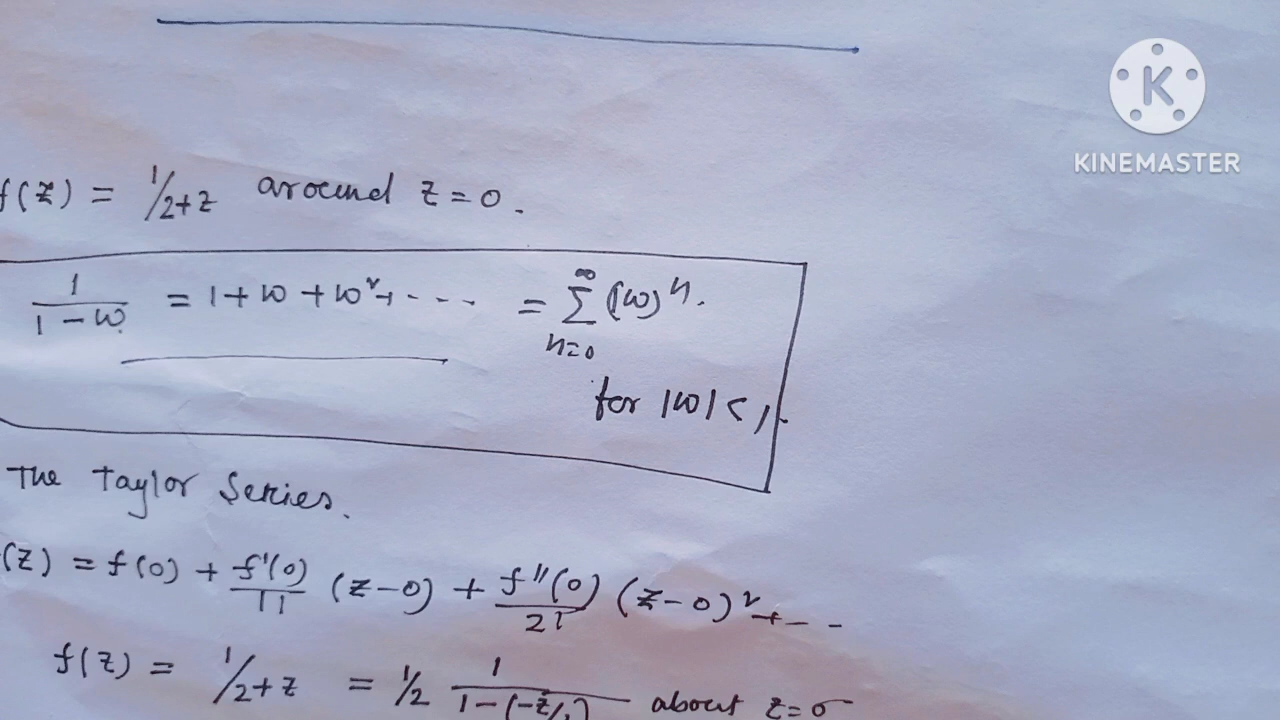 K
KINEMASTER
f(z) = 1/2+z around z=0.
1/(1-w) = 1+w+w²+---- = ∑_{n=0}^{∞} (w)^n.
for |w|<1.
The Taylor Series.
(z) = f(0) + f'(0)/1! (z-0) + f''(0)/2! (z-0)²+--
f(z) = 1/2+z = 1/2 1/(1-(-z/2)) about z=0